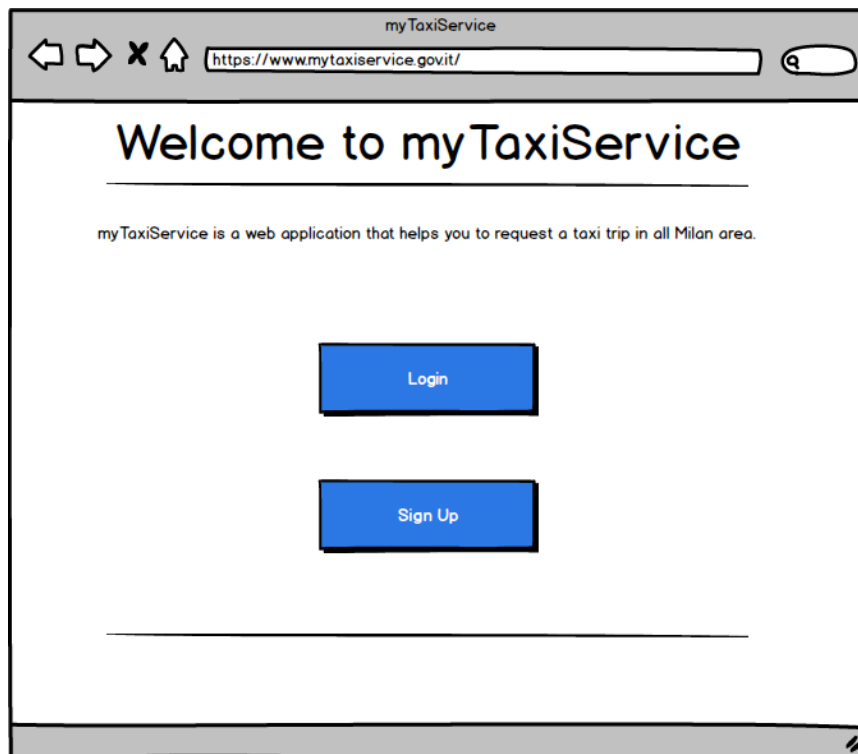 myTaxiService
https://www.mytaxiservice.gov.it/
Welcome to myTaxiService
myTaxiService is a web application that helps you to request a taxi trip in all Milan area.
Login
Sign Up